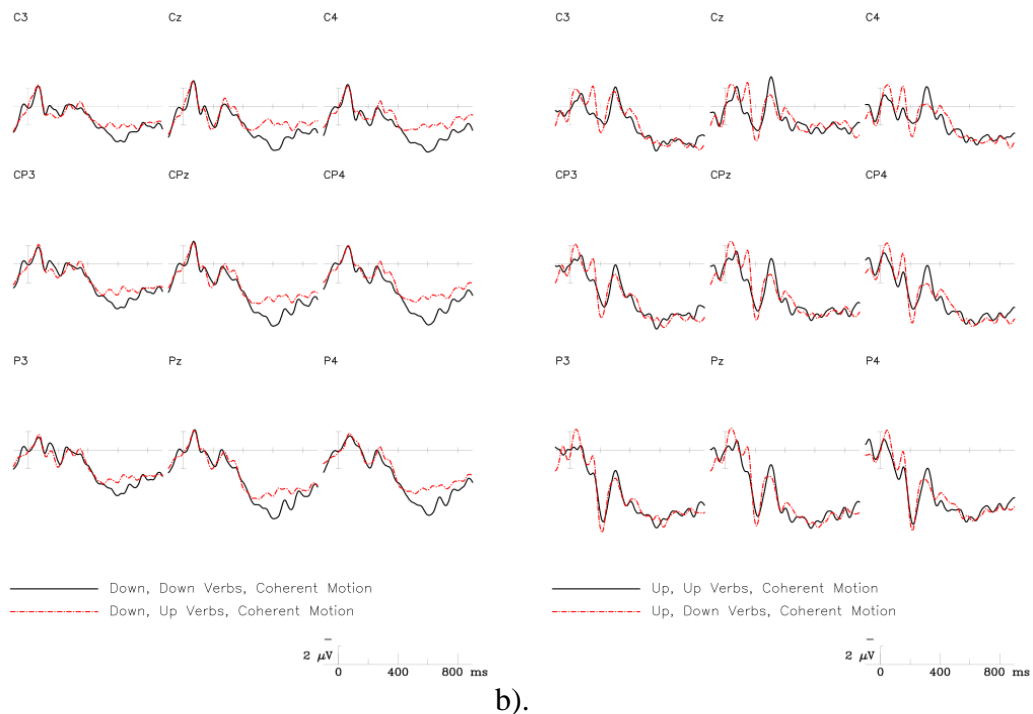 C3 Cz C4 C3 Cz C4
CP3 CPz CP4 CP3 CPz CP4
P3 Pz P4 P3 Pz P4
Down, Down Verbs, Coherent Motion Up, Up Verbs, Coherent Motion
Down, Up Verbs, Coherent Motion Up, Down Verbs, Coherent Motion
2 μV 0 400 800 ms 2 μV 0 400 800 ms
b).